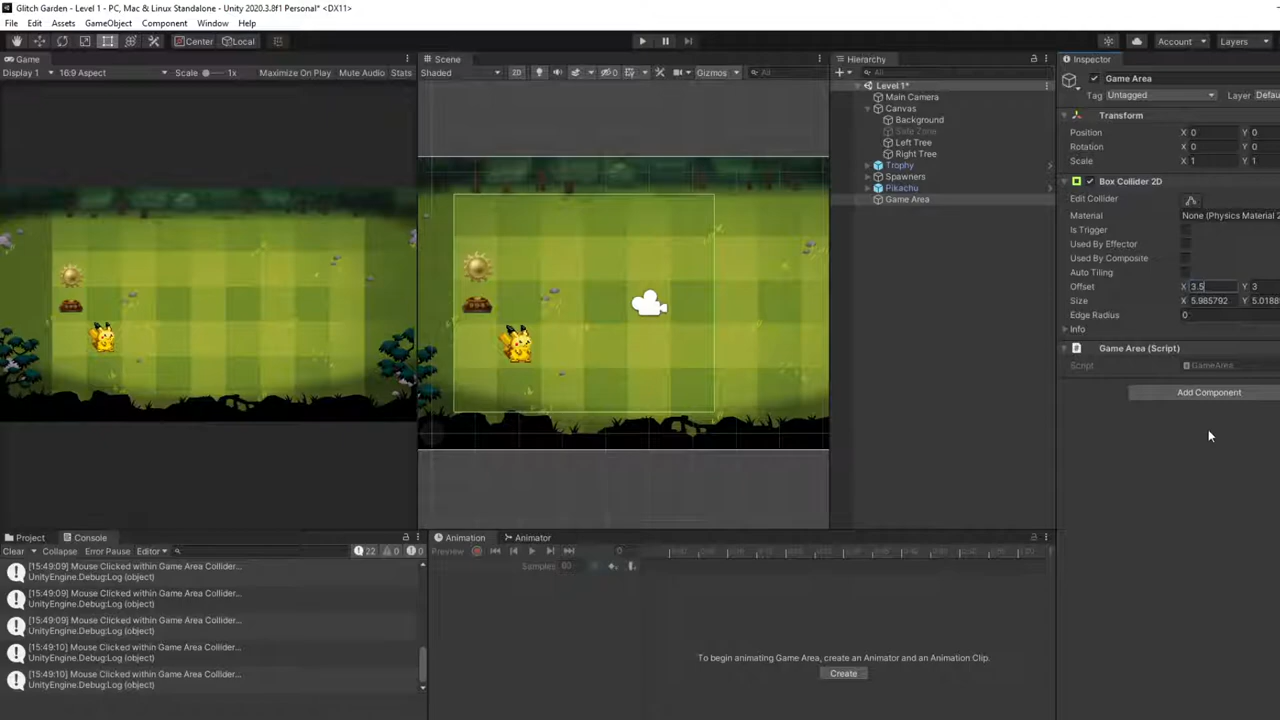 Glitch Garden - Level 1 - PC, Mac & Linux Standalone - Unity 2020.3.8f1 Personal* <DX11>
File Edit Assets GameObject Component Window Help
Center Local Account Layers
Game
Display 1 16:9 Aspect Scale 1x Maximize On Play Mute Audio Stats
Scene
Shaded 2D 0 Gizmos All
Hierarchy
All
Level 1*
Main Camera
Canvas
Background
Safe Zone
Left Tree
Right Tree
Trophy
Spawners
Pikachu
Game Area
Inspector
Game Area
Tag Untagged Layer Defau
Transform
Position X 0 Y 0
Rotation X 0 Y 0
Scale X 1 Y 1
Box Collider 2D
Edit Collider
Material None (Physics Material 2
Is Trigger
Used By Effector
Used By Composite
Auto Tiling
Offset X 3.5 Y 3
Size X 5.985792 Y 5.0188
Edge Radius 0
Info
Game Area (Script)
Script GameArea
Add Component
Project Console
Clear Collapse Error Pause Editor 22 0 0
[15:49:09] Mouse Clicked within Game Area Collider...
UnityEngine.Debug:Log (object)
[15:49:09] Mouse Clicked within Game Area Collider...
UnityEngine.Debug:Log (object)
[15:49:09] Mouse Clicked within Game Area Collider...
UnityEngine.Debug:Log (object)
[15:49:10] Mouse Clicked within Game Area Collider...
UnityEngine.Debug:Log (object)
[15:49:10] Mouse Clicked within Game Area Collider...
UnityEngine.Debug:Log (object)
Animation Animator
Preview 0
Samples
To begin animating Game Area, create an Animator and an Animation Clip.
Create